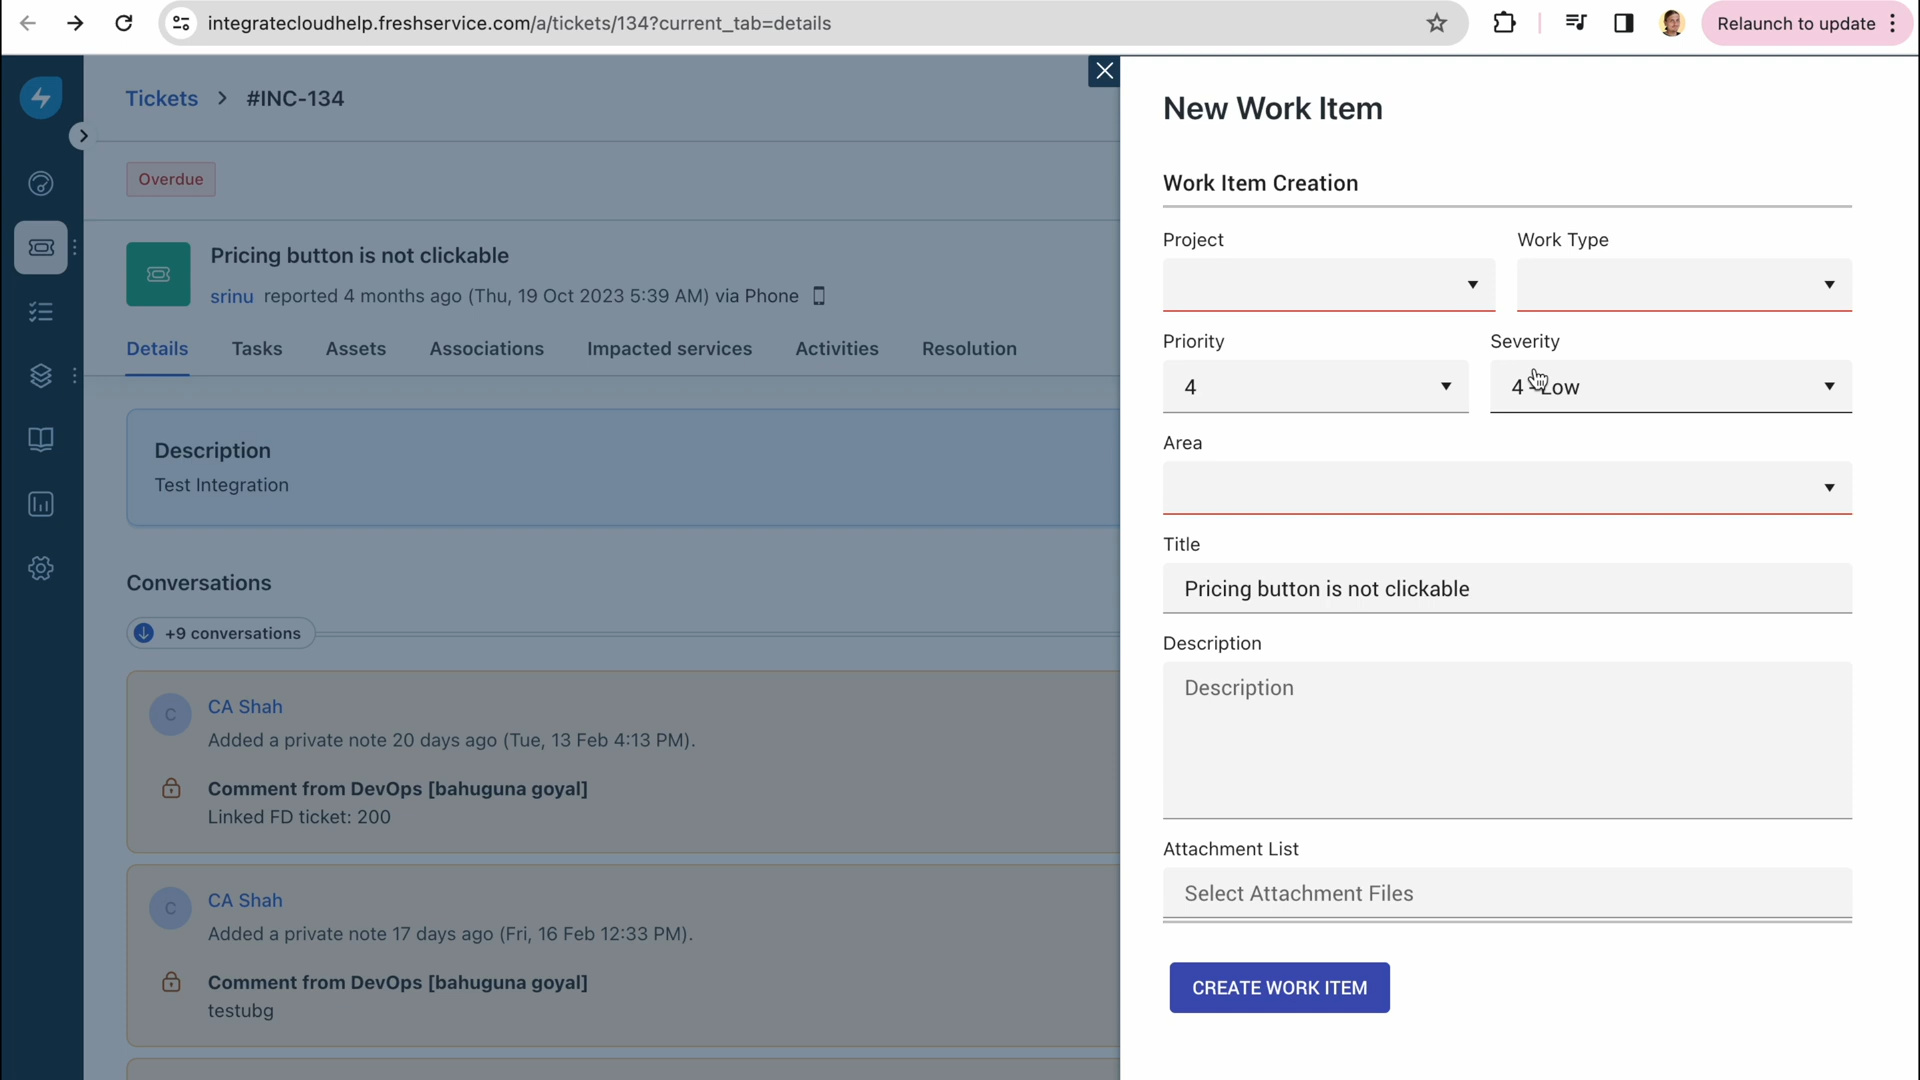 integratecloudhelp.freshservice.com/a/tickets/134?current_tab=details
Relaunch to update
Tickets > #INC-134
Overdue
Pricing button is not clickable
srinu reported 4 months ago (Thu, 19 Oct 2023 5:39 AM) via Phone
Details Tasks Assets Associations Impacted services Activities Resolution
Description
Test Integration
Conversations
+9 conversations
C
CA Shah
Added a private note 20 days ago (Tue, 13 Feb 4:13 PM).
Comment from DevOps [bahuguna goyal]
Linked FD ticket: 200
C
CA Shah
Added a private note 17 days ago (Fri, 16 Feb 12:33 PM).
Comment from DevOps [bahuguna goyal]
testubg
New Work Item
Work Item Creation
Project Work Type
Priority Severity
4 4 - Low
Area
Title
Pricing button is not clickable
Description
Description
Attachment List
Select Attachment Files
CREATE WORK ITEM